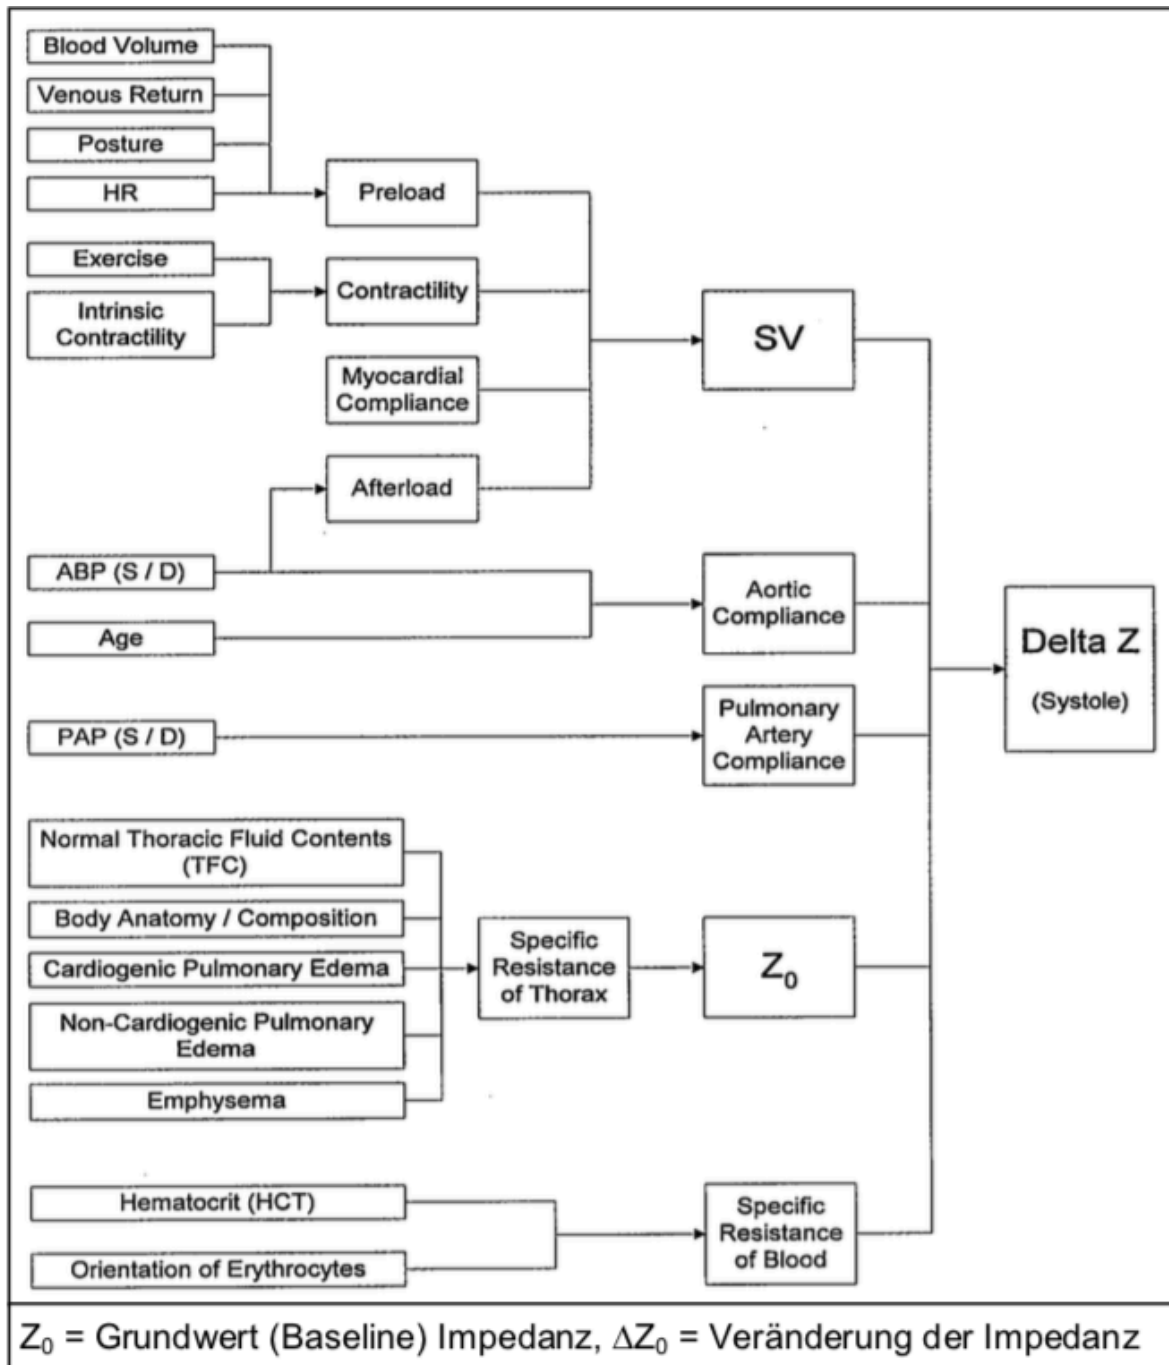 Blood Volume
Venous Return
Posture
HR
Preload
Exercise
Intrinsic
Contractility
Contractility
Myocardial
Compliance
SV
Afterload
ABP (S / D)
Age
Aortic
Compliance
Delta Z
(Systole)
PAP (S / D)
Pulmonary
Artery
Compliance
Normal Thoracic Fluid Contents
(TFC)
Body Anatomy / Composition
Cardiogenic Pulmonary Edema
Non-Cardiogenic Pulmonary
Edema
Emphysema
Specific
Resistance
of Thorax
Z₀
Hematocrit (HCT)
Orientation of Erythrocytes
Specific
Resistance
of Blood
Z₀ = Grundwert (Baseline) Impedanz, ΔZ₀ = Veränderung der Impedanz